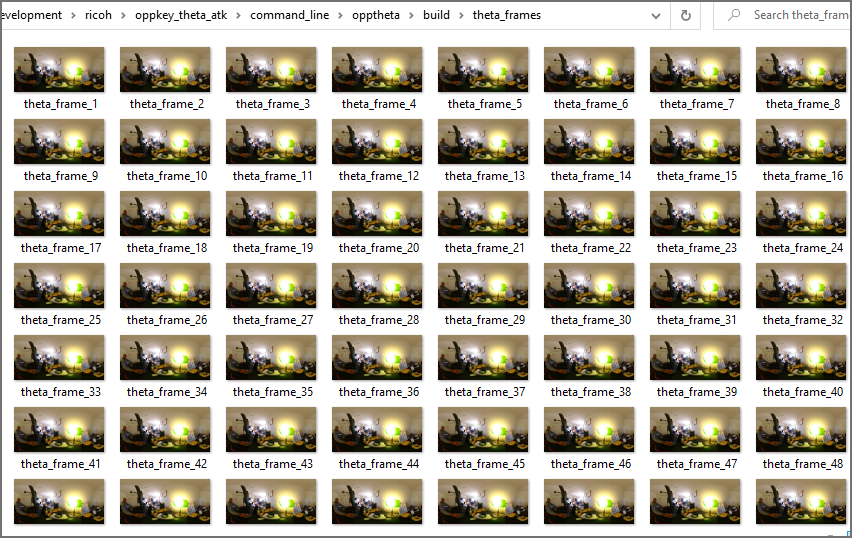 evelopment > ricoh > oppkey_theta_atk > command_line > opptheta > build > theta_frames Search theta_fram
theta_frame_1 theta_frame_2 theta_frame_3 theta_frame_4 theta_frame_5 theta_frame_6 theta_frame_7 theta_frame_8
theta_frame_9 theta_frame_10 theta_frame_11 theta_frame_12 theta_frame_13 theta_frame_14 theta_frame_15 theta_frame_16
theta_frame_17 theta_frame_18 theta_frame_19 theta_frame_20 theta_frame_21 theta_frame_22 theta_frame_23 theta_frame_24
theta_frame_25 theta_frame_26 theta_frame_27 theta_frame_28 theta_frame_29 theta_frame_30 theta_frame_31 theta_frame_32
theta_frame_33 theta_frame_34 theta_frame_35 theta_frame_36 theta_frame_37 theta_frame_38 theta_frame_39 theta_frame_40
theta_frame_41 theta_frame_42 theta_frame_43 theta_frame_44 theta_frame_45 theta_frame_46 theta_frame_47 theta_frame_48